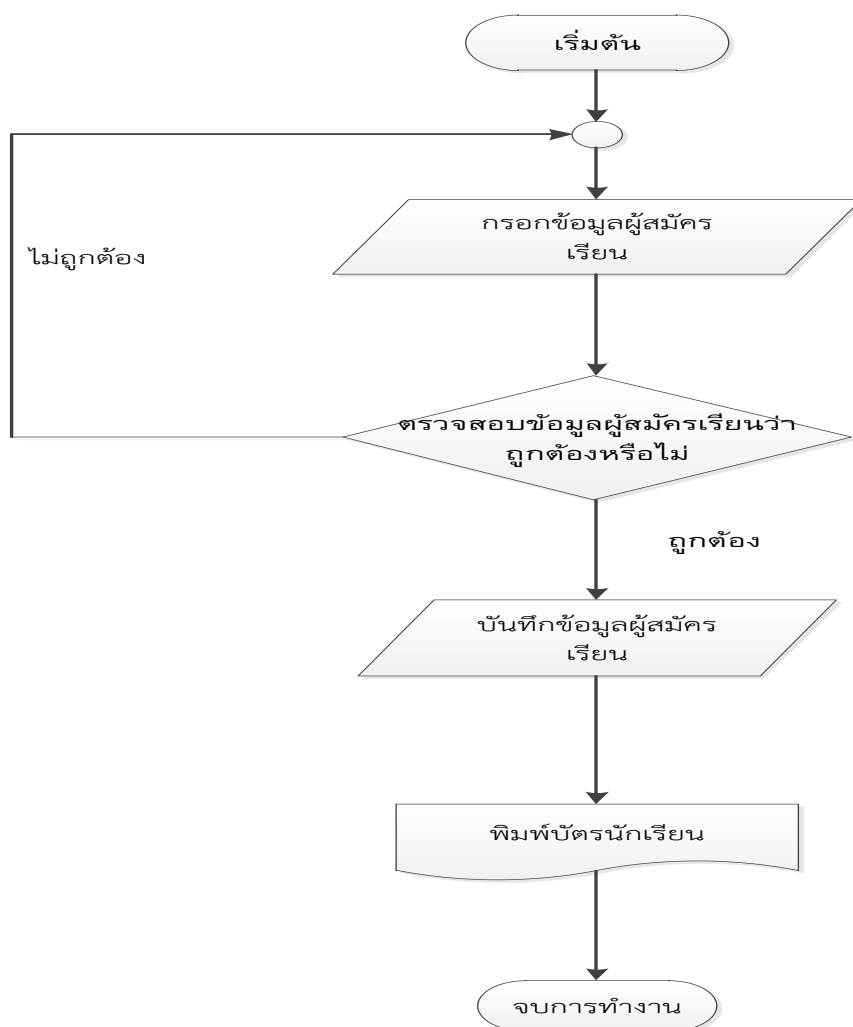 เริ่มต้น
กรอกข้อมูลผู้สมัคร
เรียน
ไม่ถูกต้อง
ตรวจสอบข้อมูลผู้สมัครเรียนว่า
ถูกต้องหรือไม่
ถูกต้อง
บันทึกข้อมูลผู้สมัคร
เรียน
พิมพ์บัตรนักเรียน
จบการทำงาน